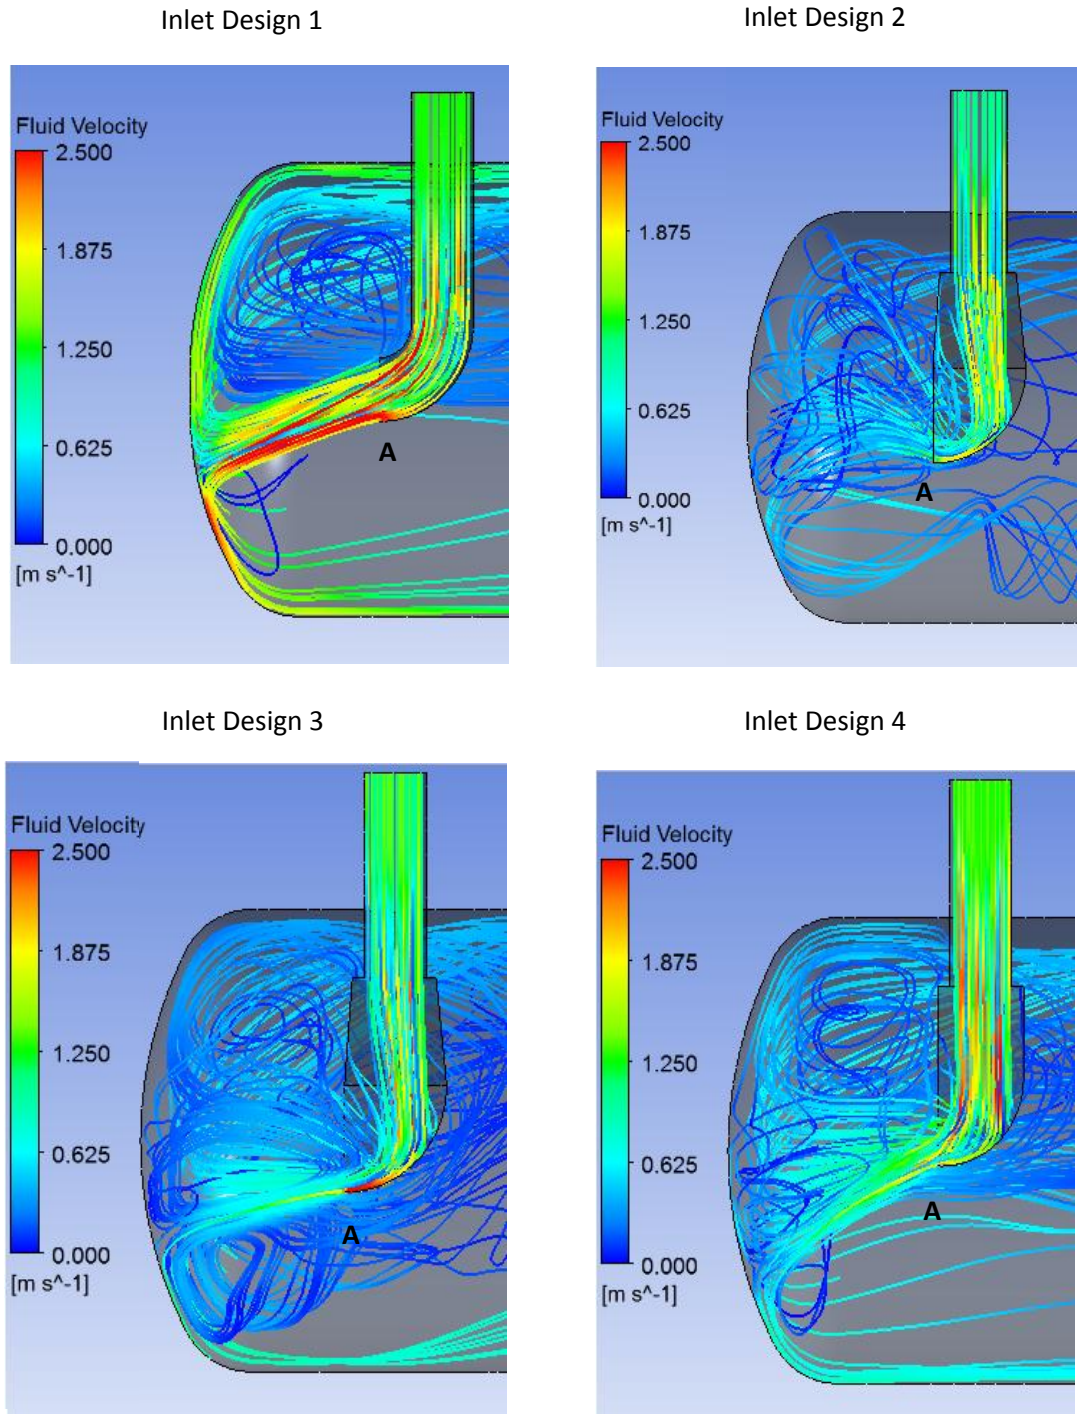 Inlet Design 1
Inlet Design 2
Fluid Velocity
2.500
1.875
1.250
0.625
0.000
[m s^-1]
A
Fluid Velocity
2.500
1.875
1.250
0.625
0.000
[m s^-1]
A
Inlet Design 3
Inlet Design 4
Fluid Velocity
2.500
1.875
1.250
0.625
0.000
[m s^-1]
A
Fluid Velocity
2.500
1.875
1.250
0.625
0.000
[m s^-1]
A